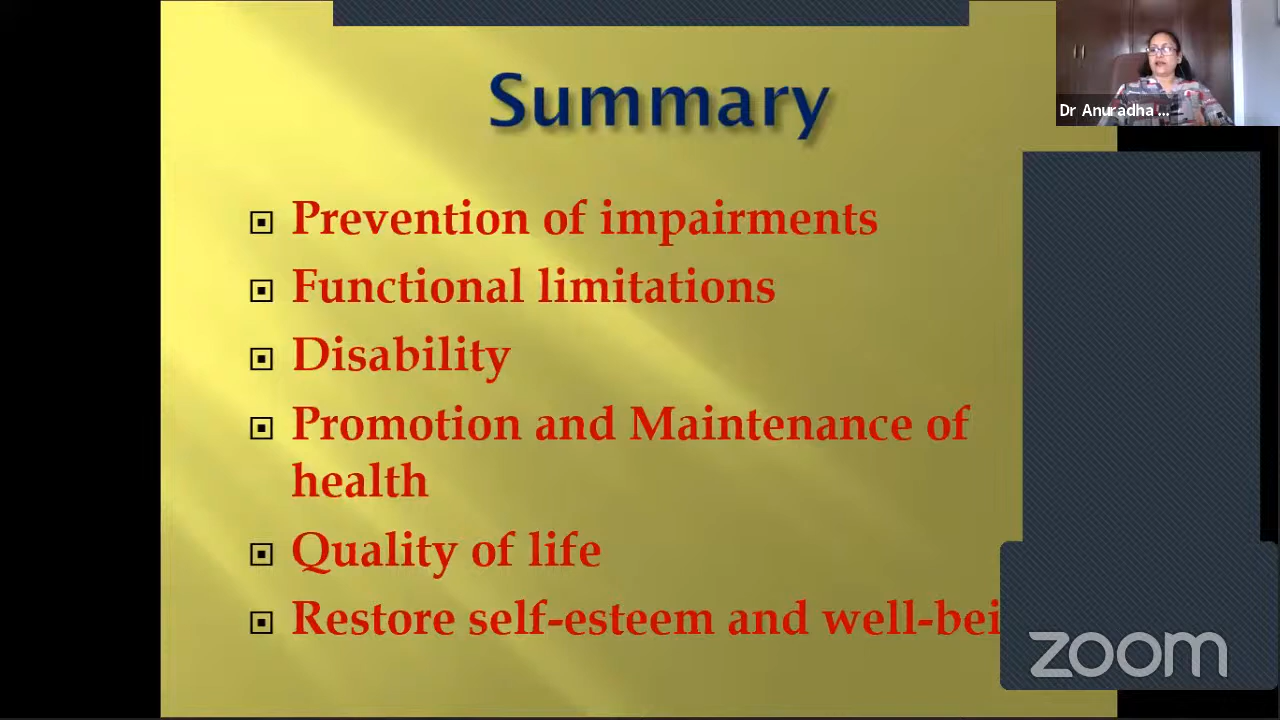 Summary
Dr Anuradha ...
Prevention of impairments
Functional limitations
Disability
Promotion and Maintenance of
health
Quality of life
Restore self-esteem and well-bei
zoom